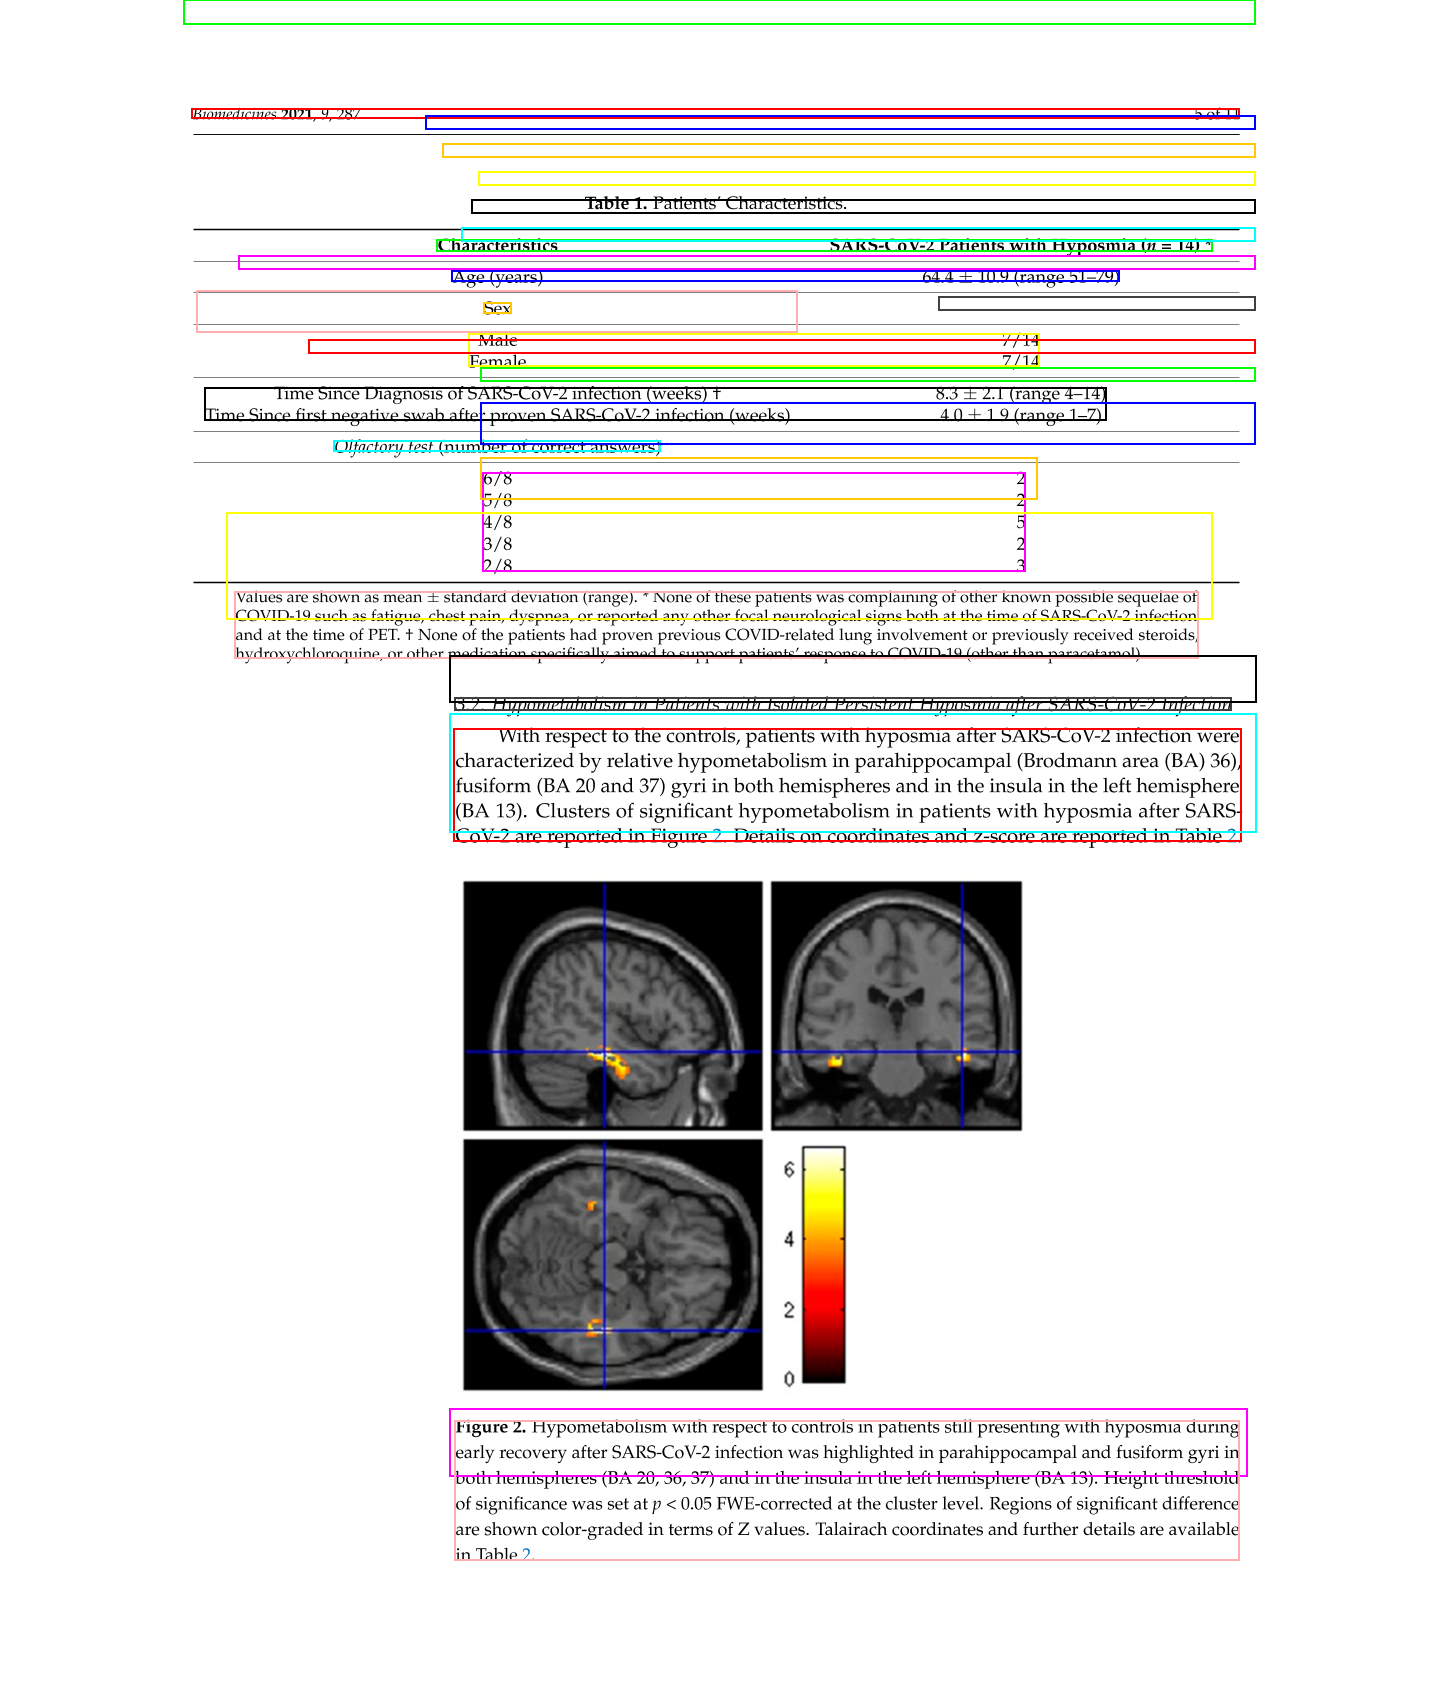 Biomedicines 2021, 9, 287 5 of 11
Table 1. Patients’ Characteristics.
Characteristics SARS-CoV-2 Patients with Hyposmia (n = 14) *
Age (years) 64.4 ± 10.9 (range 51–79)
Sex
Male 7/14
Female 7/14
Time Since Diagnosis of SARS-CoV-2 infection (weeks) † 8.3 ± 2.1 (range 4–14)
Time Since first negative swab after proven SARS-CoV-2 infection (weeks) 4.0 ± 1.9 (range 1–7)
Olfactory test (number of correct answers)
6/8 2
5/8 2
4/8 5
3/8 2
2/8 3
Values are shown as mean ± standard deviation (range). * None of these patients was complaining of other known possible sequelae of
COVID-19 such as fatigue, chest pain, dyspnea, or reported any other focal neurological signs both at the time of SARS-CoV-2 infection
and at the time of PET. † None of the patients had proven previous COVID-related lung involvement or previously received steroids,
hydroxychloroquine, or other medication specifically aimed to support patients’ response to COVID-19 (other than paracetamol).
3.2. Hypometabolism in Patients with Isolated Persistent Hyposmia after SARS-CoV-2 Infection
With respect to the controls, patients with hyposmia after SARS-CoV-2 infection were
characterized by relative hypometabolism in parahippocampal (Brodmann area (BA) 36),
fusiform (BA 20 and 37) gyri in both hemispheres and in the insula in the left hemisphere
(BA 13). Clusters of significant hypometabolism in patients with hyposmia after SARS-
CoV-2 are reported in Figure 2. Details on coordinates and z-score are reported in Table 2.
6
4
2
0
Figure 2. Hypometabolism with respect to controls in patients still presenting with hyposmia during
early recovery after SARS-CoV-2 infection was highlighted in parahippocampal and fusiform gyri in
both hemispheres (BA 20, 36, 37) and in the insula in the left hemisphere (BA 13). Height threshold
of significance was set at p < 0.05 FWE-corrected at the cluster level. Regions of significant difference
are shown color-graded in terms of Z values. Talairach coordinates and further details are available
in Table 2.